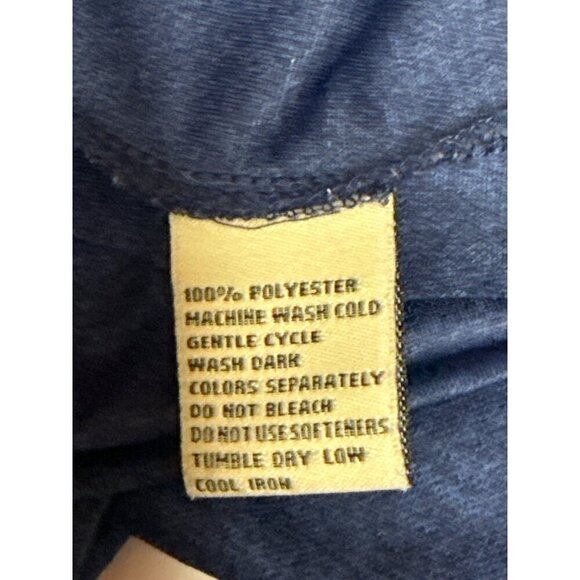 100% POLYESTER
MACHINE WASH COLD
GENTLE CYCLE
WASH DARK
COLORS SEPARATELY
DO NOT BLEACH
DO NOT USE SOFTENERS
TUMBLE DRY LOW
COOL IRON